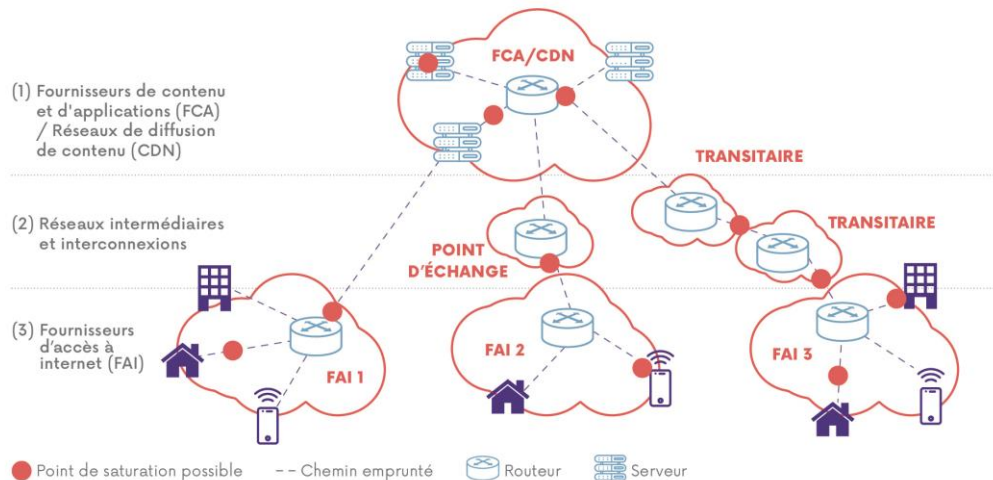 FCA/CDN
(1) Fournisseurs de contenu
et d'applications (FCA)
/ Réseaux de diffusion
de contenu (CDN)
TRANSITAIRE
(2) Réseaux intermédiaires
et interconnexions
TRANSITAIRE
POINT
D'ÉCHANGE
(3) Fournisseurs
d'accès à
internet (FAI)
FAI 1
FAI 2
FAI 3
Point de saturation possible
Chemin emprunté
Routeur
Serveur